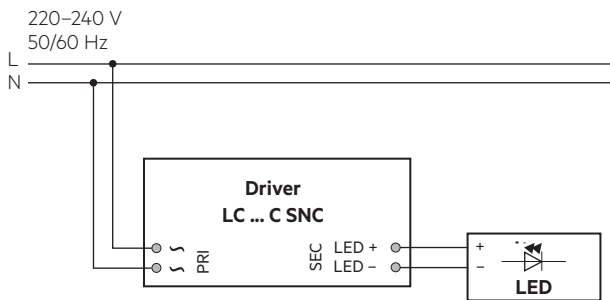 220–240 V
50/60 Hz
L
N
Driver
LC ... C SNC
~ PRI SEC LED + +
~ LED – –
LED